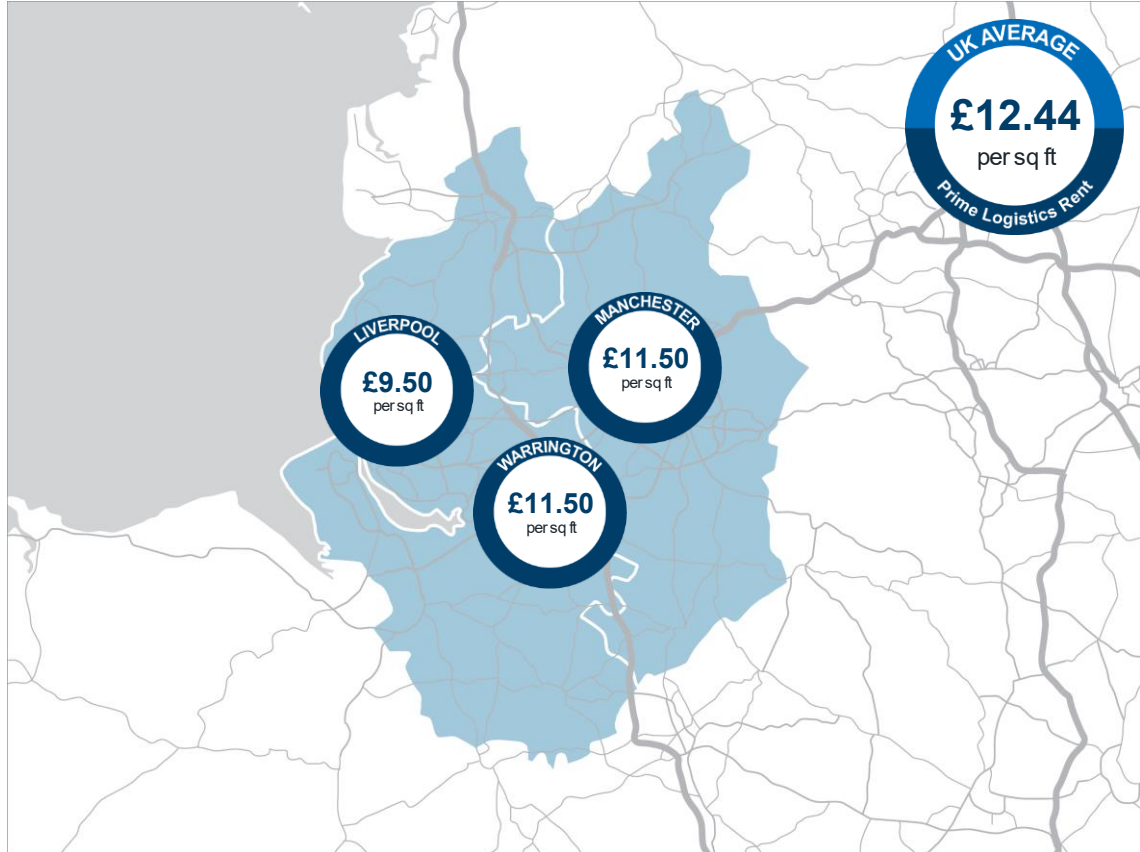 UK AVERAGE
£12.44
per sq ft
Prime Logistics Rent
MANCHESTER
£11.50
per sq ft
LIVERPOOL
£9.50
per sq ft
WARRINGTON
£11.50
per sq ft